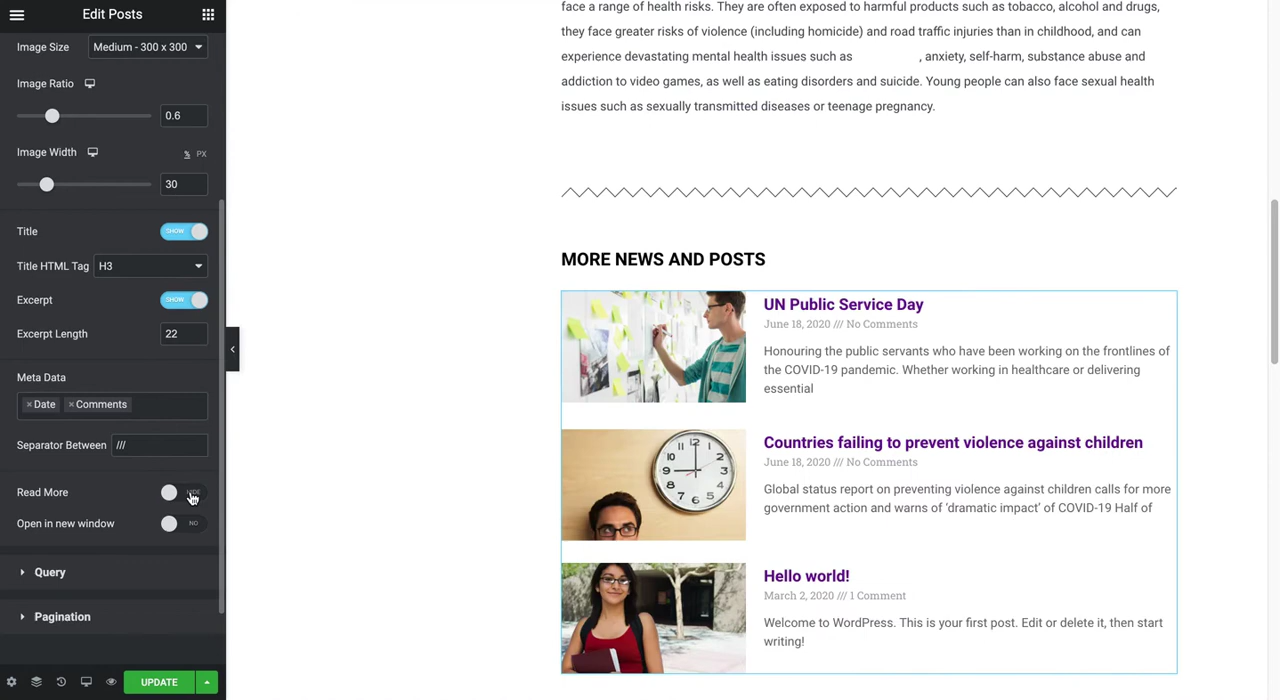 Edit Posts
Image Size
Medium - 300 x 300
Image Ratio
0.6
Image Width
% PX
30
Title
SHOW
Title HTML Tag
H3
Excerpt
SHOW
Excerpt Length
22
Meta Data
× Date × Comments
Separator Between
///
Read More
HIDE
Open in new window
NO
Query
Pagination
UPDATE
face a range of health risks. They are often exposed to harmful products such as tobacco, alcohol and drugs,
they face greater risks of violence (including homicide) and road traffic injuries than in childhood, and can
experience devastating mental health issues such as , anxiety, self-harm, substance abuse and
addiction to video games, as well as eating disorders and suicide. Young people can also face sexual health
issues such as sexually transmitted diseases or teenage pregnancy.
MORE NEWS AND POSTS
UN Public Service Day
June 18, 2020 /// No Comments
Honouring the public servants who have been working on the frontlines of
the COVID-19 pandemic. Whether working in healthcare or delivering
essential
Countries failing to prevent violence against children
June 18, 2020 /// No Comments
Global status report on preventing violence against children calls for more
government action and warns of ‘dramatic impact’ of COVID-19 Half of
Hello world!
March 2, 2020 /// 1 Comment
Welcome to WordPress. This is your first post. Edit or delete it, then start
writing!